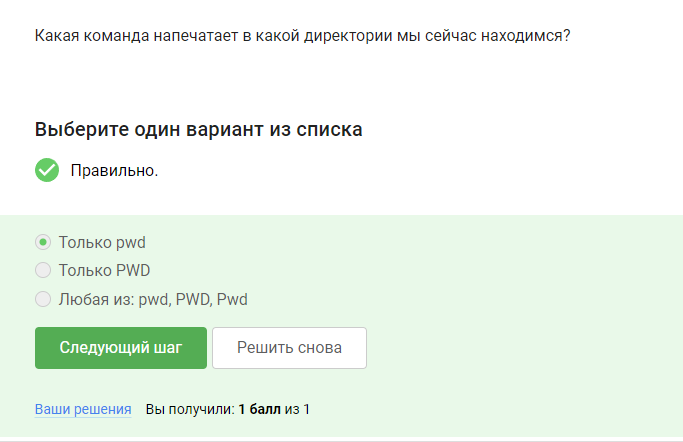 Какая команда напечатает в какой директории мы сейчас находимся?
Выберите один вариант из списка
Правильно.
Только pwd
Только PWD
Любая из: pwd, PWD, Pwd
Следующий шаг Решить снова
Ваши решения Вы получили: 1 балл из 1